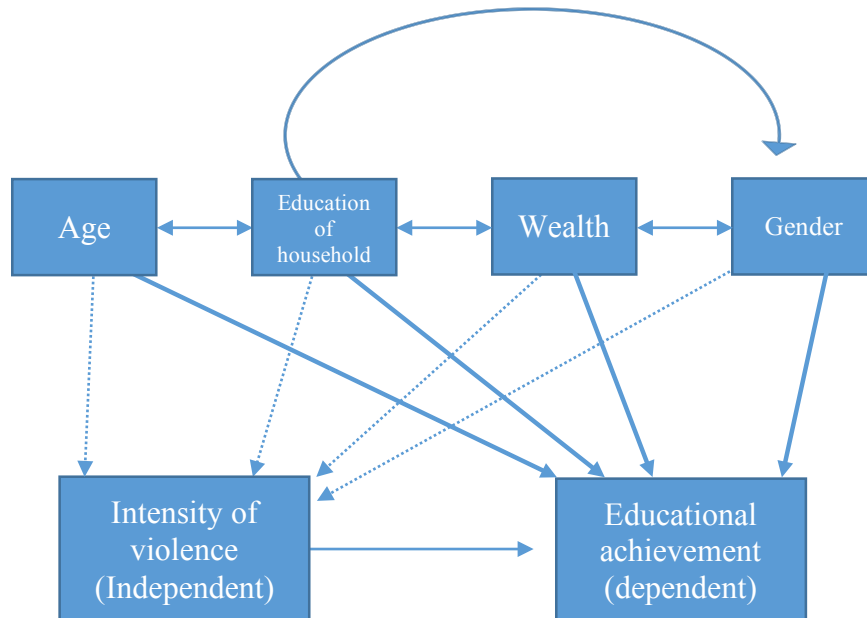 Age
Education
of
household
Wealth
Gender
Intensity of
violence
(Independent)
Educational
achievement
(dependent)